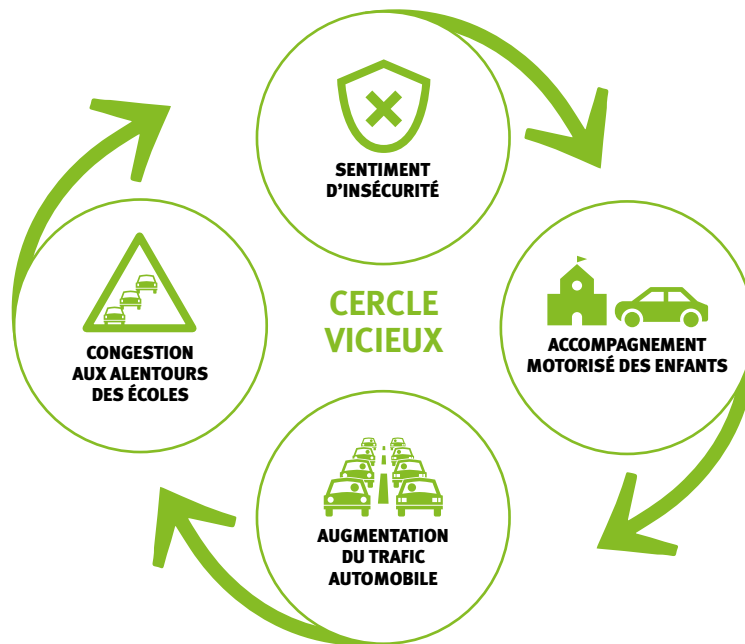 SENTIMENT
D'INSÉCURITÉ
CERCLE
VICIEUX
ACCOMPAGNEMENT
MOTORISÉ DES ENFANTS
AUGMENTATION
DU TRAFIC
AUTOMOBILE
CONGESTION
AUX ALENTOURS
DES ÉCOLES